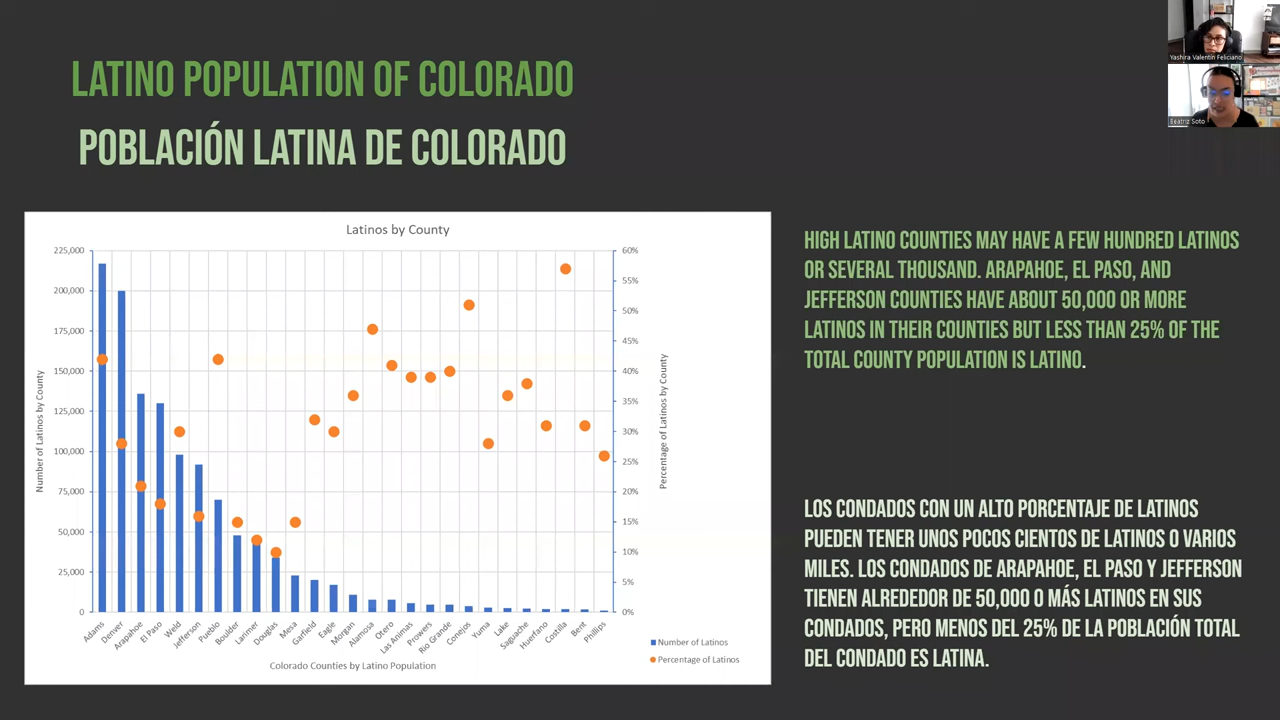 LATINO POPULATION OF COLORADO
POBLACIÓN LATINA DE COLORADO
Yashira Valentin Feliciano
Beatriz Soto
Latinos by County
225,000
200,000
175,000
150,000
125,000
100,000
75,000
50,000
25,000
0
60%
55%
50%
45%
40%
35%
30%
25%
20%
15%
10%
5%
0%
Number of Latinos by County
Percentage of Latinos by County
Adams
Denver
Arapahoe
El Paso
Weld
Jefferson
Pueblo
Boulder
Larimer
Douglas
Mesa
Garfield
Eagle
Morgan
Alamosa
Otero
Las Animas
Prowers
Rio Grande
Conejos
Yuma
Lake
Saguache
Huerfano
Costilla
Bent
Phillips
Colorado Counties by Latino Population
Number of Latinos
Percentage of Latinos
HIGH LATINO COUNTIES MAY HAVE A FEW HUNDRED LATINOS
OR SEVERAL THOUSAND. ARAPAHOE, EL PASO, AND
JEFFERSON COUNTIES HAVE ABOUT 50,000 OR MORE
LATINOS IN THEIR COUNTIES BUT LESS THAN 25% OF THE
TOTAL COUNTY POPULATION IS LATINO.
LOS CONDADOS CON UN ALTO PORCENTAJE DE LATINOS
PUEDEN TENER UNOS POCOS CIENTOS DE LATINOS O VARIOS
MILES. LOS CONDADOS DE ARAPAHOE, EL PASO Y JEFFERSON
TIENEN ALREDEDOR DE 50,000 O MÁS LATINOS EN SUS
CONDADOS, PERO MENOS DEL 25% DE LA POBLACIÓN TOTAL
DEL CONDADO ES LATINA.